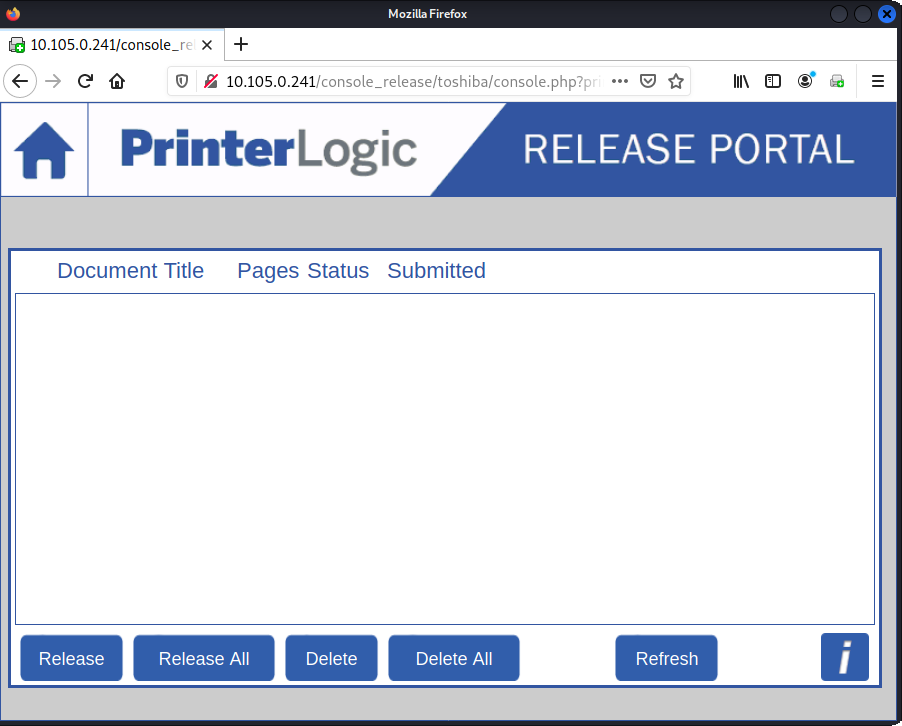 Mozilla Firefox
10.105.0.241/console_re
10.105.0.241/console_release/toshiba/console.php?pri
PrinterLogic RELEASE PORTAL
Document Title Pages Status Submitted
Release Release All Delete Delete All Refresh i